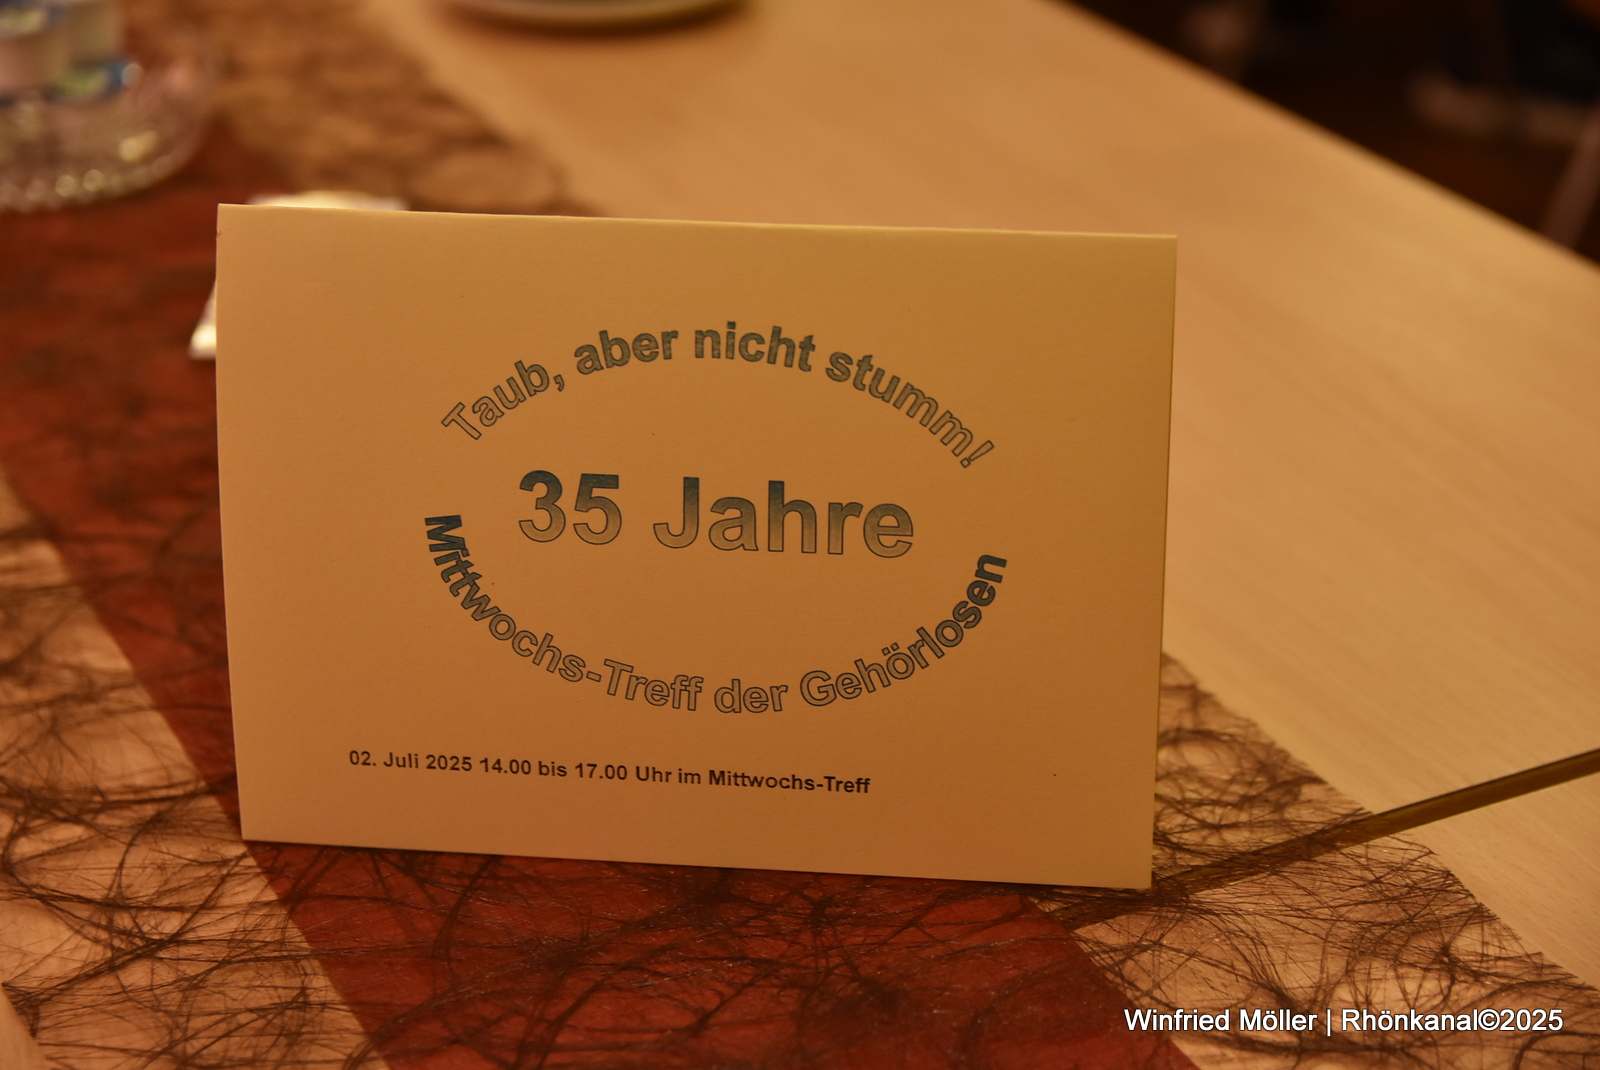 Taub, aber nicht stumm!
35 Jahre
Mittwochs-Treff der Gehörlosen
02. Juli 2025 14.00 bis 17.00 Uhr im Mittwochs-Treff
Winfried Möller | Rhönkanal©2025